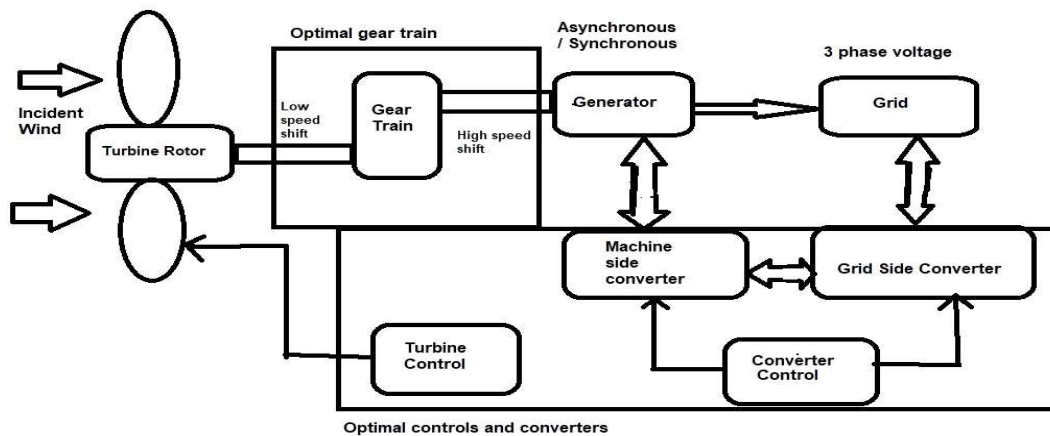 Optimal gear train
Asynchronous
/ Synchronous
3 phase voltage
Incident
Wind
Low
speed
shift
Gear
Train
High speed
shift
Generator
Grid
Turbine Rotor
Machine
side
converter
Grid Side Converter
Turbine
Control
Converter
Control
Optimal controls and converters